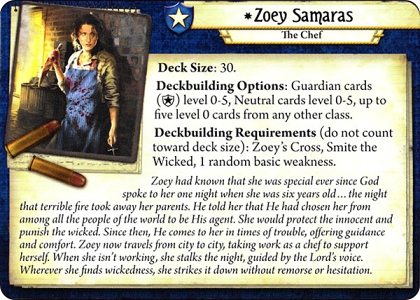 Zoey Samaras
The Chef
Deck Size: 30.
Deckbuilding Options: Guardian cards
() level 0-5, Neutral cards level 0-5, up to
five level 0 cards from any other class.
Deckbuilding Requirements (do not count
toward deck size): Zoey's Cross, Smite the
Wicked, 1 random basic weakness.
Zoey had known that she was special ever since God
spoke to her one night when she was six years old...the night
that terrible fire took away her parents. He told her that He had chosen her from
among all the people of the world to be His agent. She would protect the innocent and
punish the wicked. Since then, He comes to her in times of trouble, offering guidance
and comfort. Zoey now travels from city to city, taking work as a chef to support
herself. When she isn't working, she stalks the night, guided by the Lord's voice.
Wherever she finds wickedness, she strikes it down without remorse or hesitation.